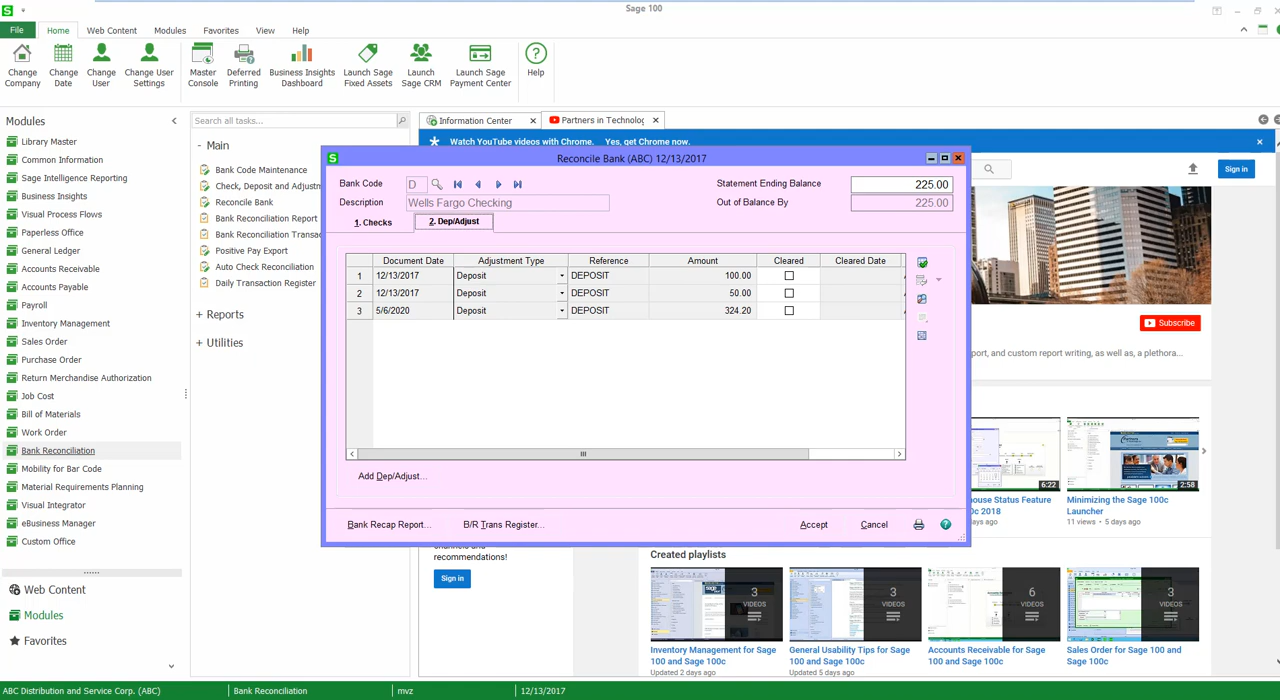 Sage 100
File Home Web Content Modules Favorites View Help
Change Company
Change Date
Change User
Change User Settings
Master Console
Deferred Printing
Business Insights Dashboard
Launch Sage Fixed Assets
Launch Sage CRM
Launch Sage Payment Center
Help
Modules
Library Master
Common Information
Sage Intelligence Reporting
Business Insights
Visual Process Flows
Paperless Office
General Ledger
Accounts Receivable
Accounts Payable
Payroll
Inventory Management
Sales Order
Purchase Order
Return Merchandise Authorization
Job Cost
Bill of Materials
Work Order
Bank Reconciliation
Mobility for Bar Code
Material Requirements Planning
Visual Integrator
eBusiness Manager
Custom Office
Web Content
Modules
Favorites
Search all tasks...
- Main
Bank Code Maintenance
Check, Deposit and Adjustm
Reconcile Bank
Bank Reconciliation Report
Bank Reconciliation Transac
Positive Pay Export
Auto Check Reconciliation
Daily Transaction Register
+ Reports
+ Utilities
Information Center
Partners in Technolog
Watch YouTube videos with Chrome. Yes, get Chrome now.
Sign in
Reconcile Bank (ABC) 12/13/2017
Bank Code D
Statement Ending Balance 225.00
Description Wells Fargo Checking
Out of Balance By 225.00
1. Checks 2. Dep/Adjust
Document Date Adjustment Type Reference Amount Cleared Cleared Date
1 12/13/2017 Deposit DEPOSIT 100.00
2 12/13/2017 Deposit DEPOSIT 50.00
3 5/6/2020 Deposit DEPOSIT 324.20
Add Dep/Adjust...
Bank Recap Report... B/R Trans Register... Accept Cancel
Subscribe
port, and custom report writing, as well as, a plethora...
6:22
2:58
house Status Feature
0c 2018
days ago
Minimizing the Sage 100c
Launcher
11 views • 5 days ago
recommendations!
Sign in
Created playlists
3 VIDEOS
3 VIDEOS
6 VIDEOS
3 VIDEOS
Inventory Management for Sage
100 and Sage 100c
Updated 2 days ago
General Usability Tips for Sage
100 and Sage 100c
Updated 5 days ago
Accounts Receivable for Sage
100 and Sage 100c
Sales Order for Sage 100 and
Sage 100c
ABC Distribution and Service Corp. (ABC) Bank Reconciliation mvz 12/13/2017